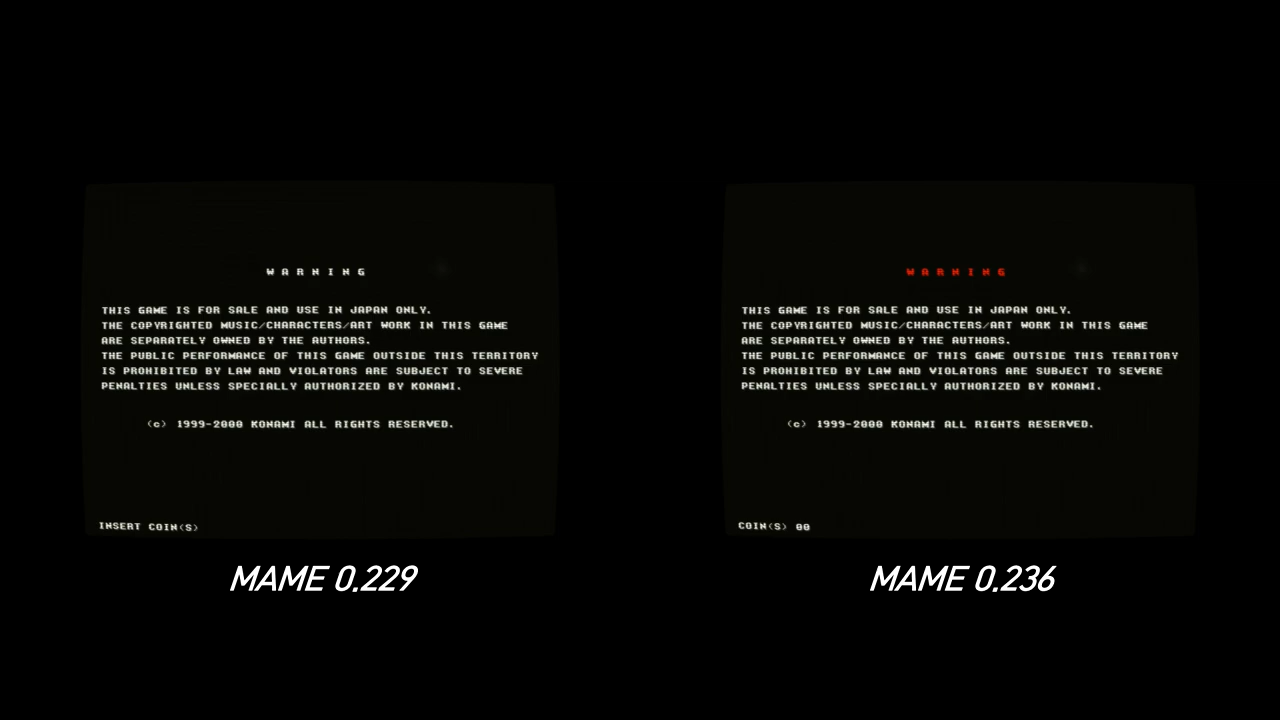 W A R N I N G
THIS GAME IS FOR SALE AND USE IN JAPAN ONLY.
THE COPYRIGHTED MUSIC/CHARACTERS/ART WORK IN THIS GAME
ARE SEPARATELY OWNED BY THE AUTHORS.
THE PUBLIC PERFORMANCE OF THIS GAME OUTSIDE THIS TERRITORY
IS PROHIBITED BY LAW AND VIOLATORS ARE SUBJECT TO SEVERE
PENALTIES UNLESS SPECIALLY AUTHORIZED BY KONAMI.
(c) 1999-2000 KONAMI ALL RIGHTS RESERVED.
INSERT COIN(S)
MAME 0.229
W A R N I N G
THIS GAME IS FOR SALE AND USE IN JAPAN ONLY.
THE COPYRIGHTED MUSIC/CHARACTERS/ART WORK IN THIS GAME
ARE SEPARATELY OWNED BY THE AUTHORS.
THE PUBLIC PERFORMANCE OF THIS GAME OUTSIDE THIS TERRITORY
IS PROHIBITED BY LAW AND VIOLATORS ARE SUBJECT TO SEVERE
PENALTIES UNLESS SPECIALLY AUTHORIZED BY KONAMI.
(c) 1999-2000 KONAMI ALL RIGHTS RESERVED.
COIN(S) 00
MAME 0.236